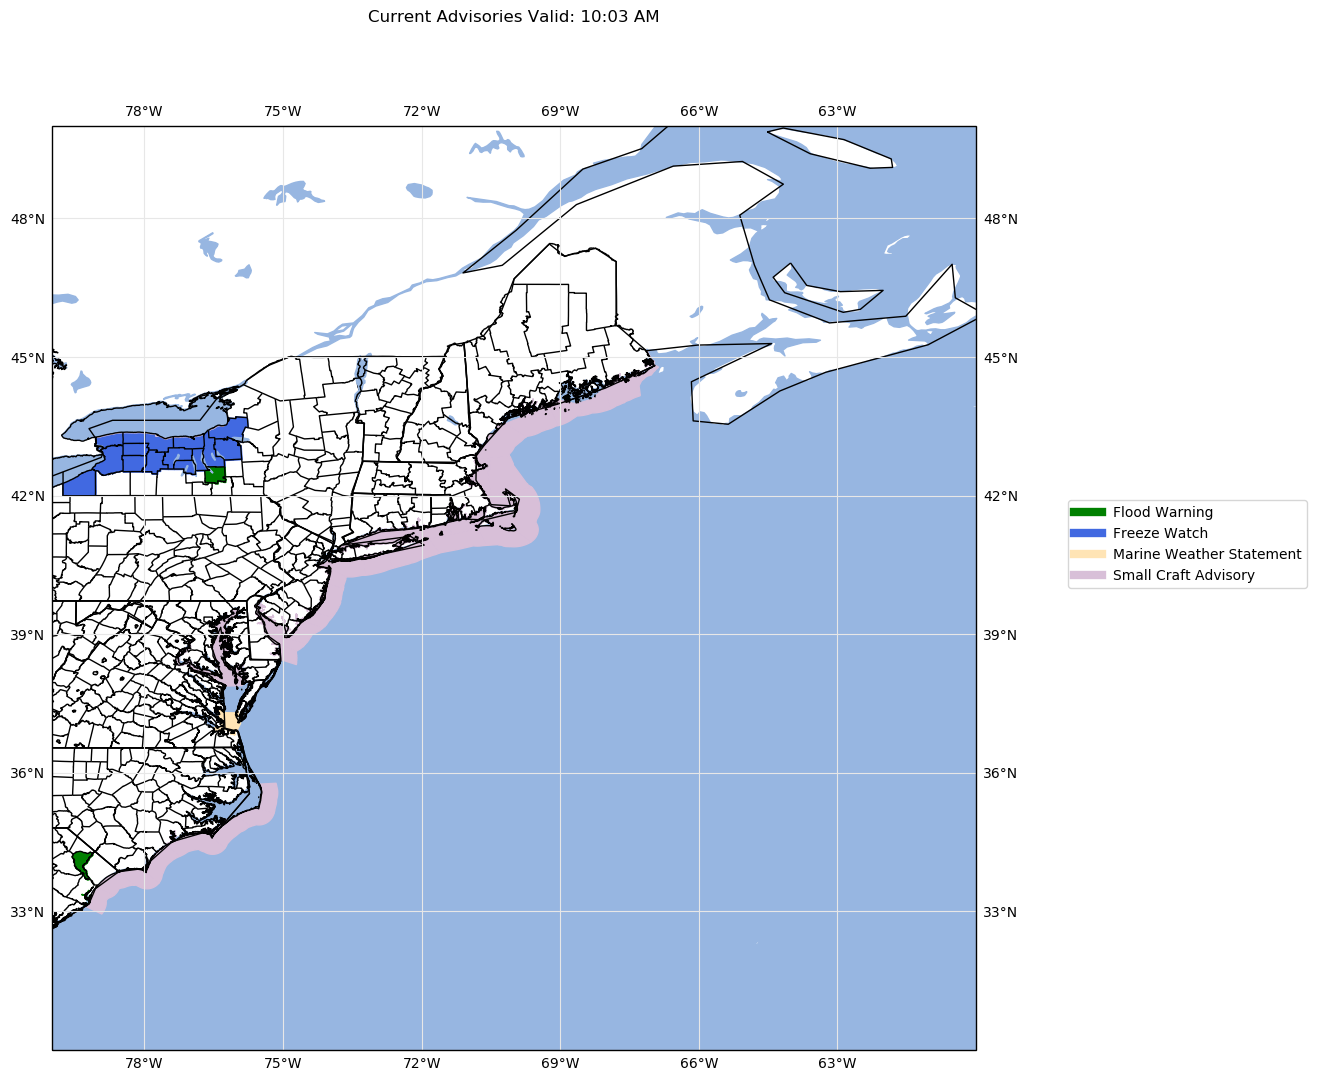 Current Advisories Valid: 10:03 AM
78°W 75°W 72°W 69°W 66°W 63°W
48°N 48°N
45°N 45°N
42°N 42°N
Flood Warning
Freeze Watch
Marine Weather Statement
Small Craft Advisory
39°N 39°N
36°N 36°N
33°N 33°N
78°W 75°W 72°W 69°W 66°W 63°W